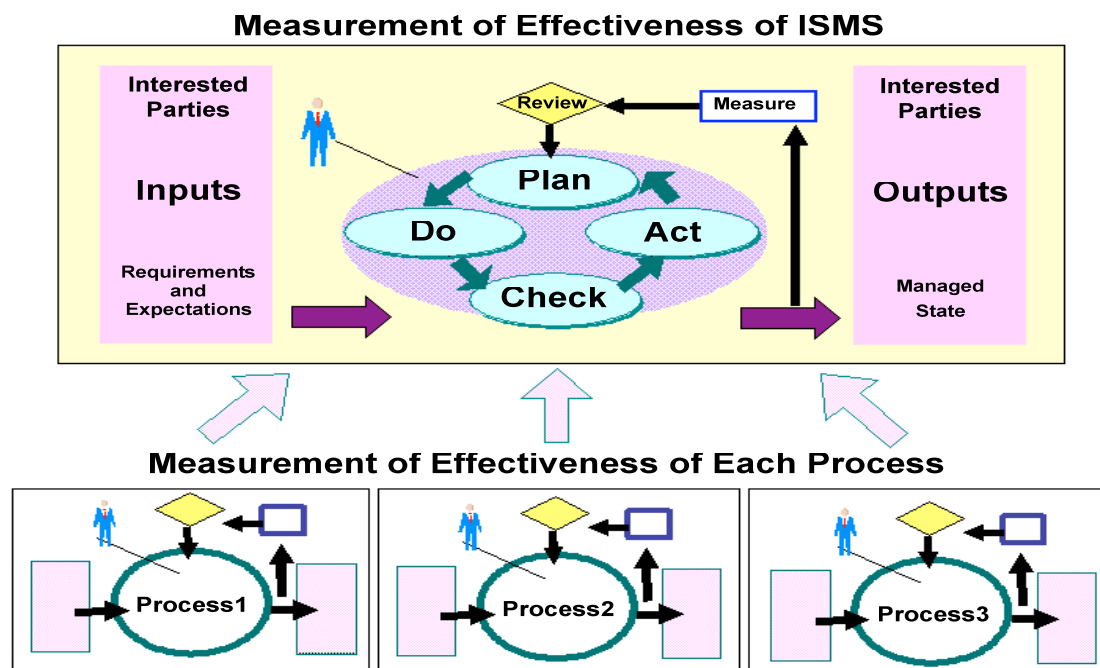 Measurement of Effectiveness of ISMS
Interested
Parties
Inputs
Requirements
and
Expectations
Review
Measure
Plan
Do
Act
Check
Interested
Parties
Outputs
Managed
State
Measurement of Effectiveness of Each Process
Process1
Process2
Process3